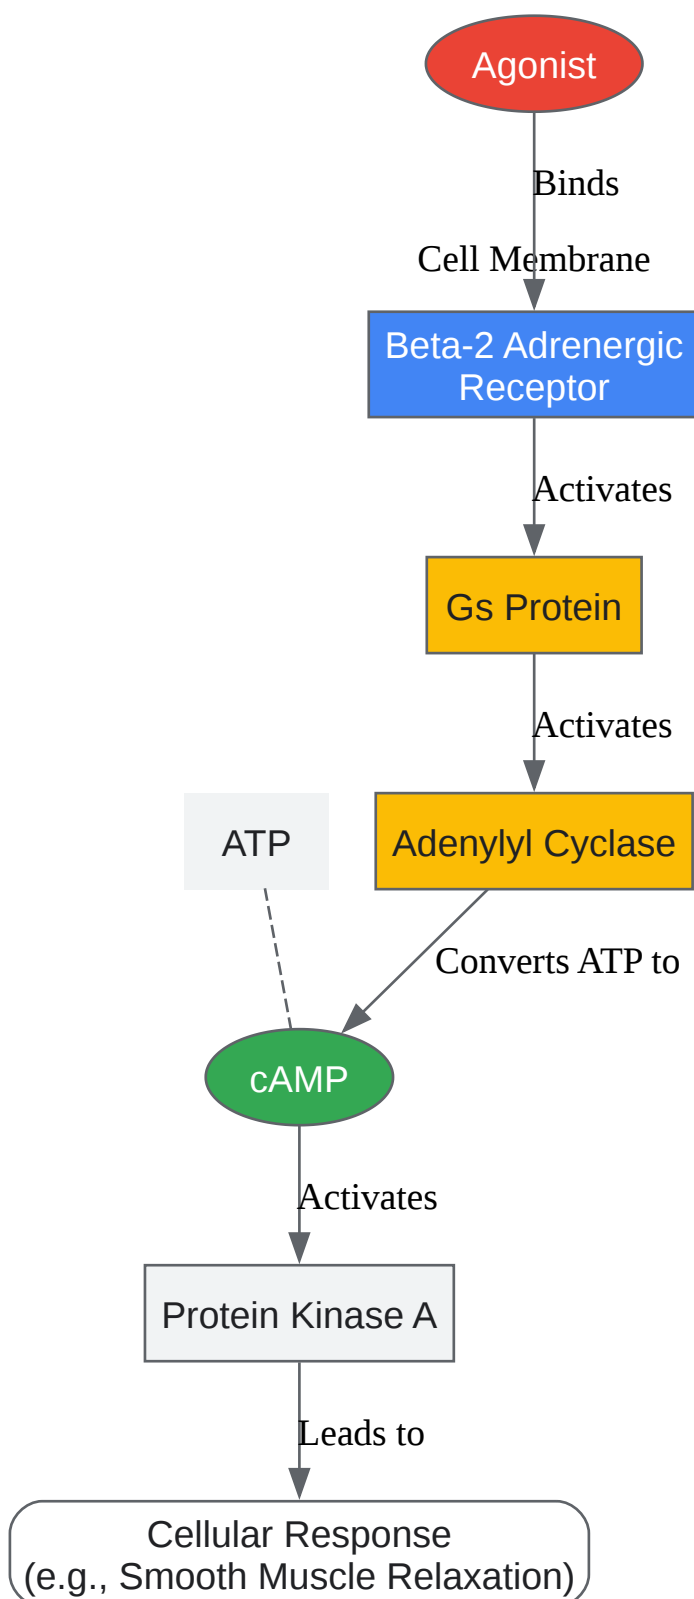 Agonist
Binds
Cell Membrane
Beta-2 Adrenergic
Receptor
Activates
Gs Protein
Activates
ATP
Adenylyl Cyclase
Converts ATP to
cAMP
Activates
Protein Kinase A
Leads to
Cellular Response
(e.g., Smooth Muscle Relaxation)